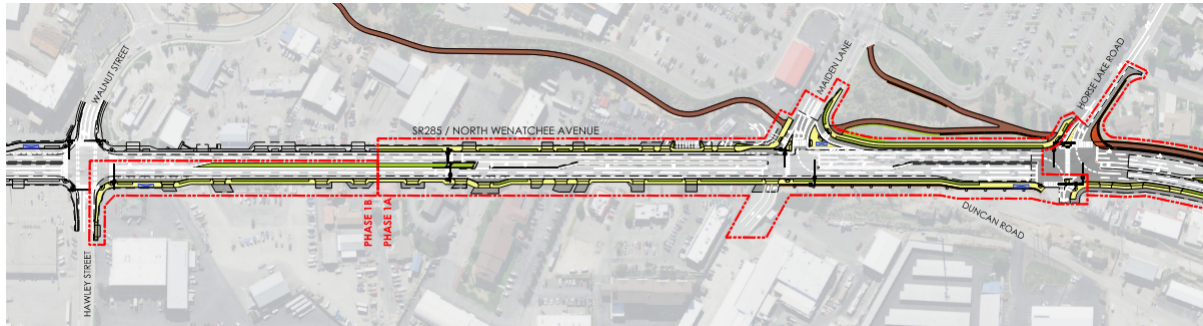 WALNUT STREET
HAWLEY STREET
SR285 / NORTH WENATCHEE AVENUE
PHASE 1B
PHASE 1A
MAIDEN LANE
DUNCAN ROAD
HORSE LAKE ROAD